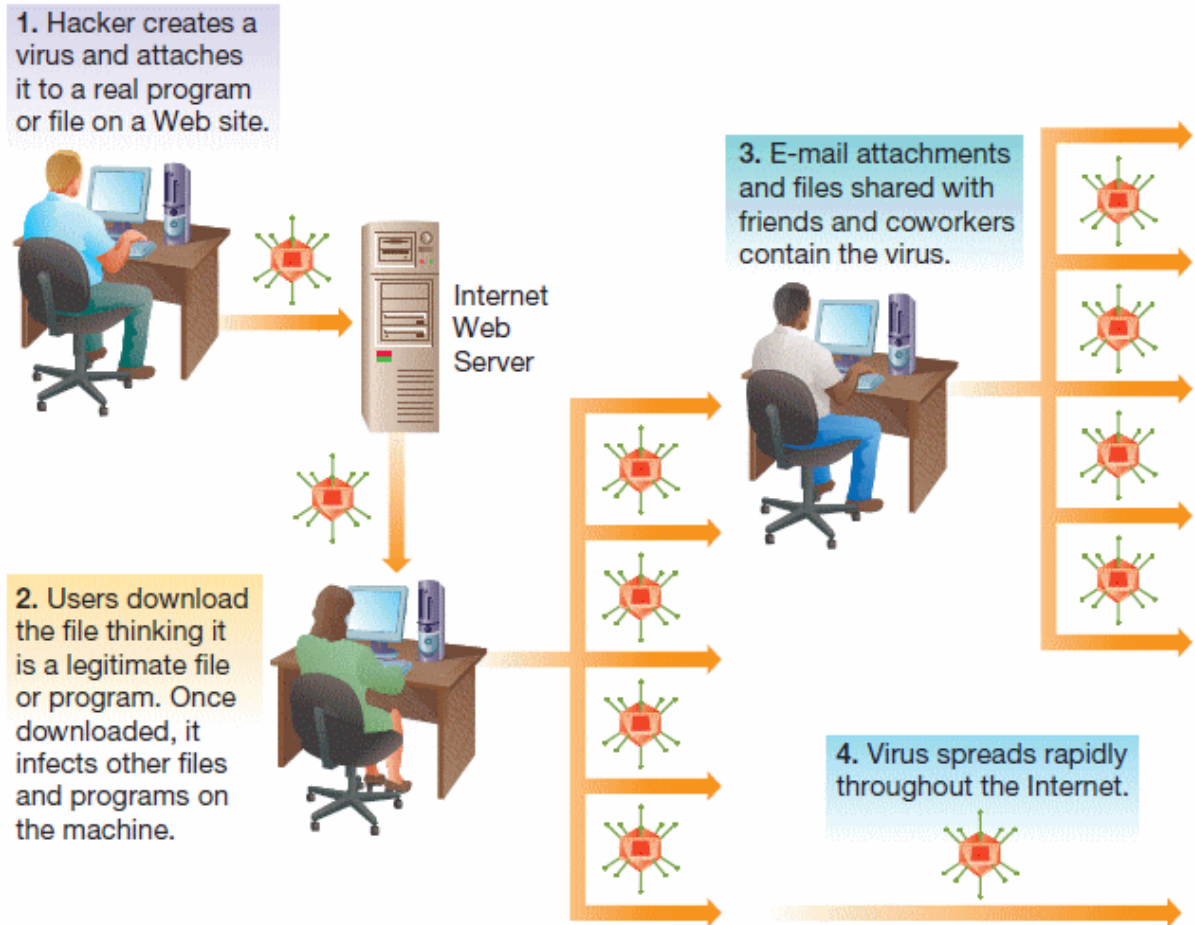 1. Hacker creates a
virus and attaches
it to a real program
or file on a Web site.
Internet
Web
Server
2. Users download
the file thinking it
is a legitimate file
or program. Once
downloaded, it
infects other files
and programs on
the machine.
3. E-mail attachments
and files shared with
friends and coworkers
contain the virus.
4. Virus spreads rapidly
throughout the Internet.